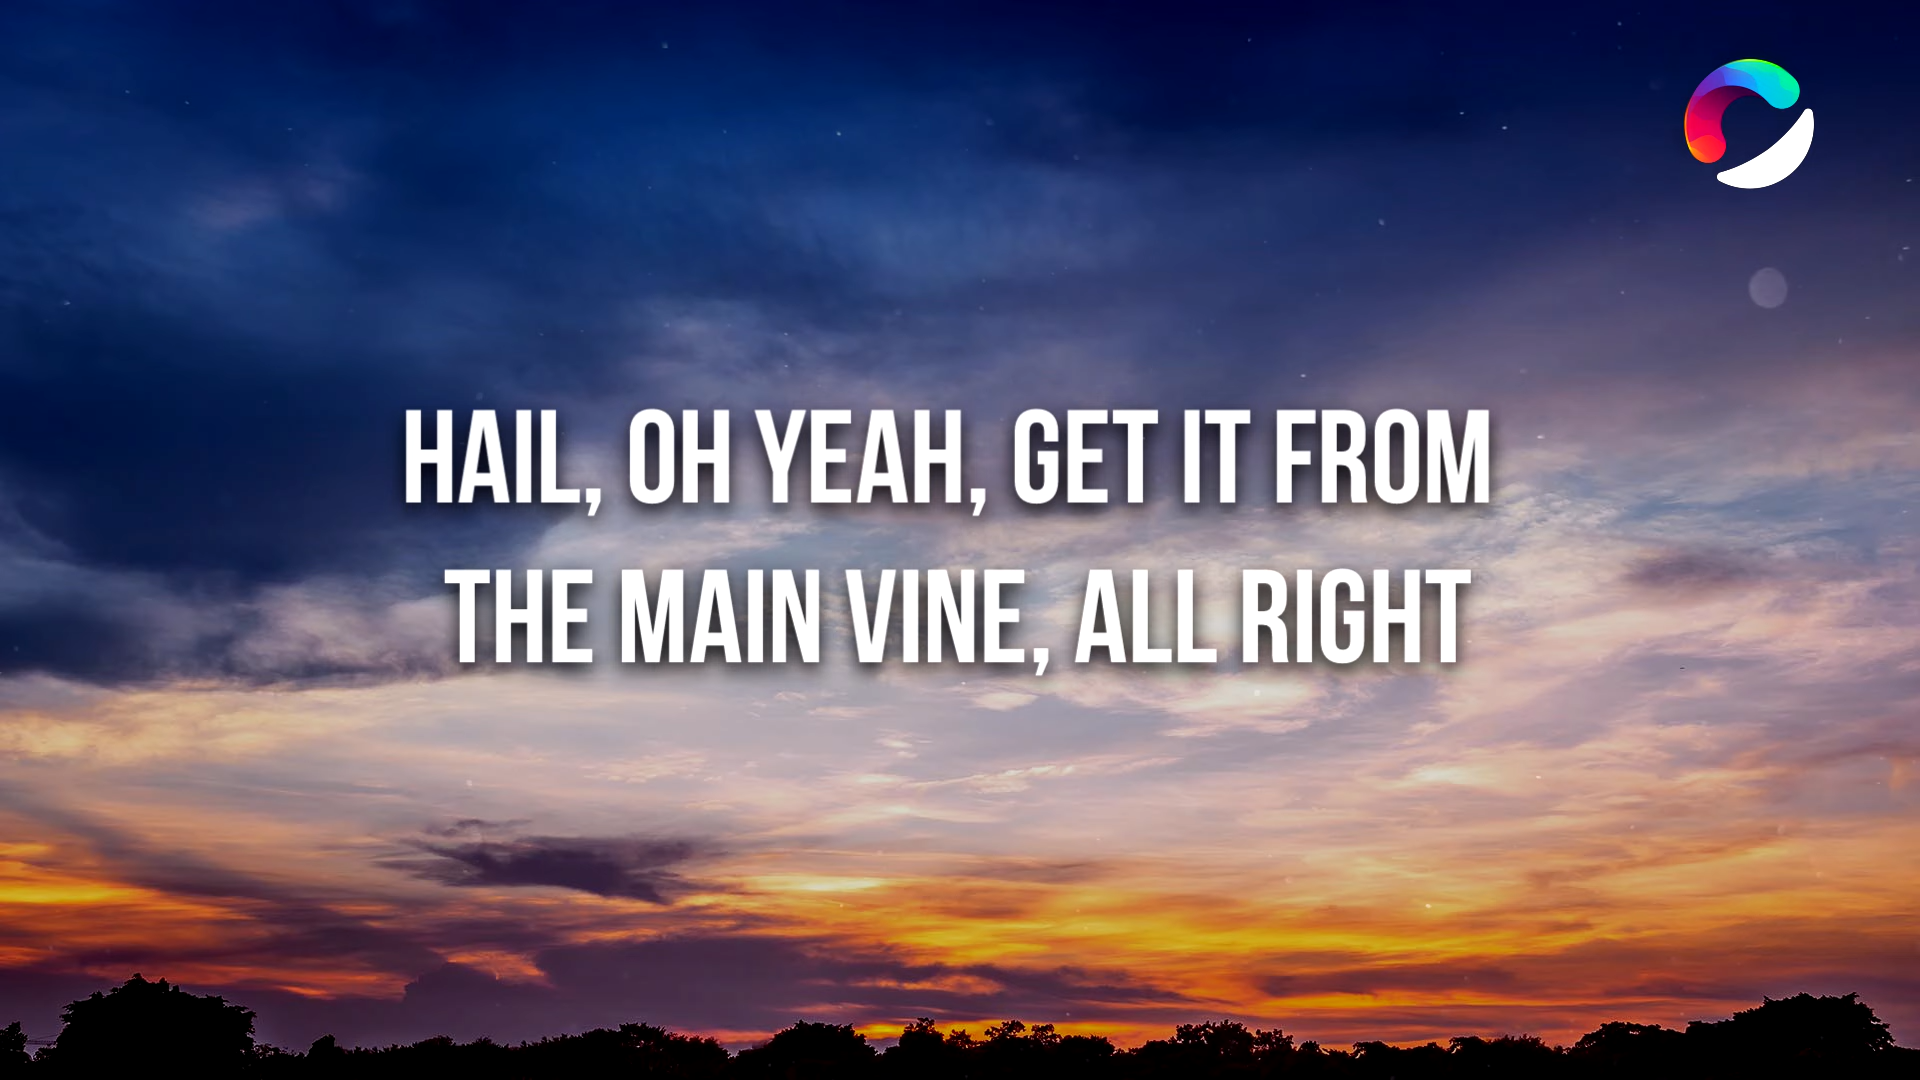 HAIL, OH YEAH, GET IT FROM
THE MAIN VINE, ALL RIGHT